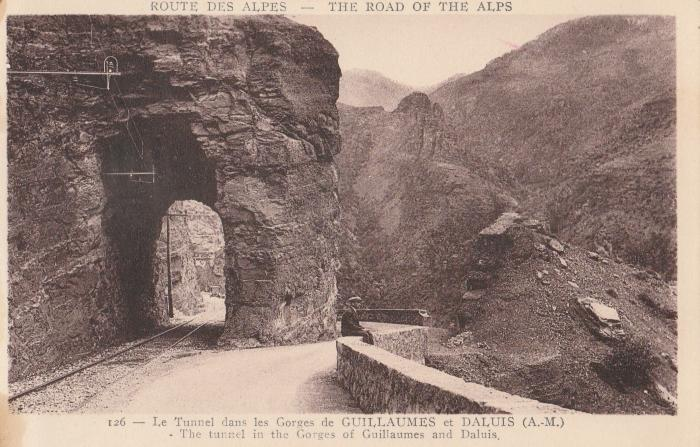 ROUTE DES ALPES — THE ROAD OF THE ALPS
126 — Le Tunnel dans les Gorges de GUILLAUMES et DALUIS (A.-M.)
- The tunnel in the Gorges of Guillaumes and Daluis.